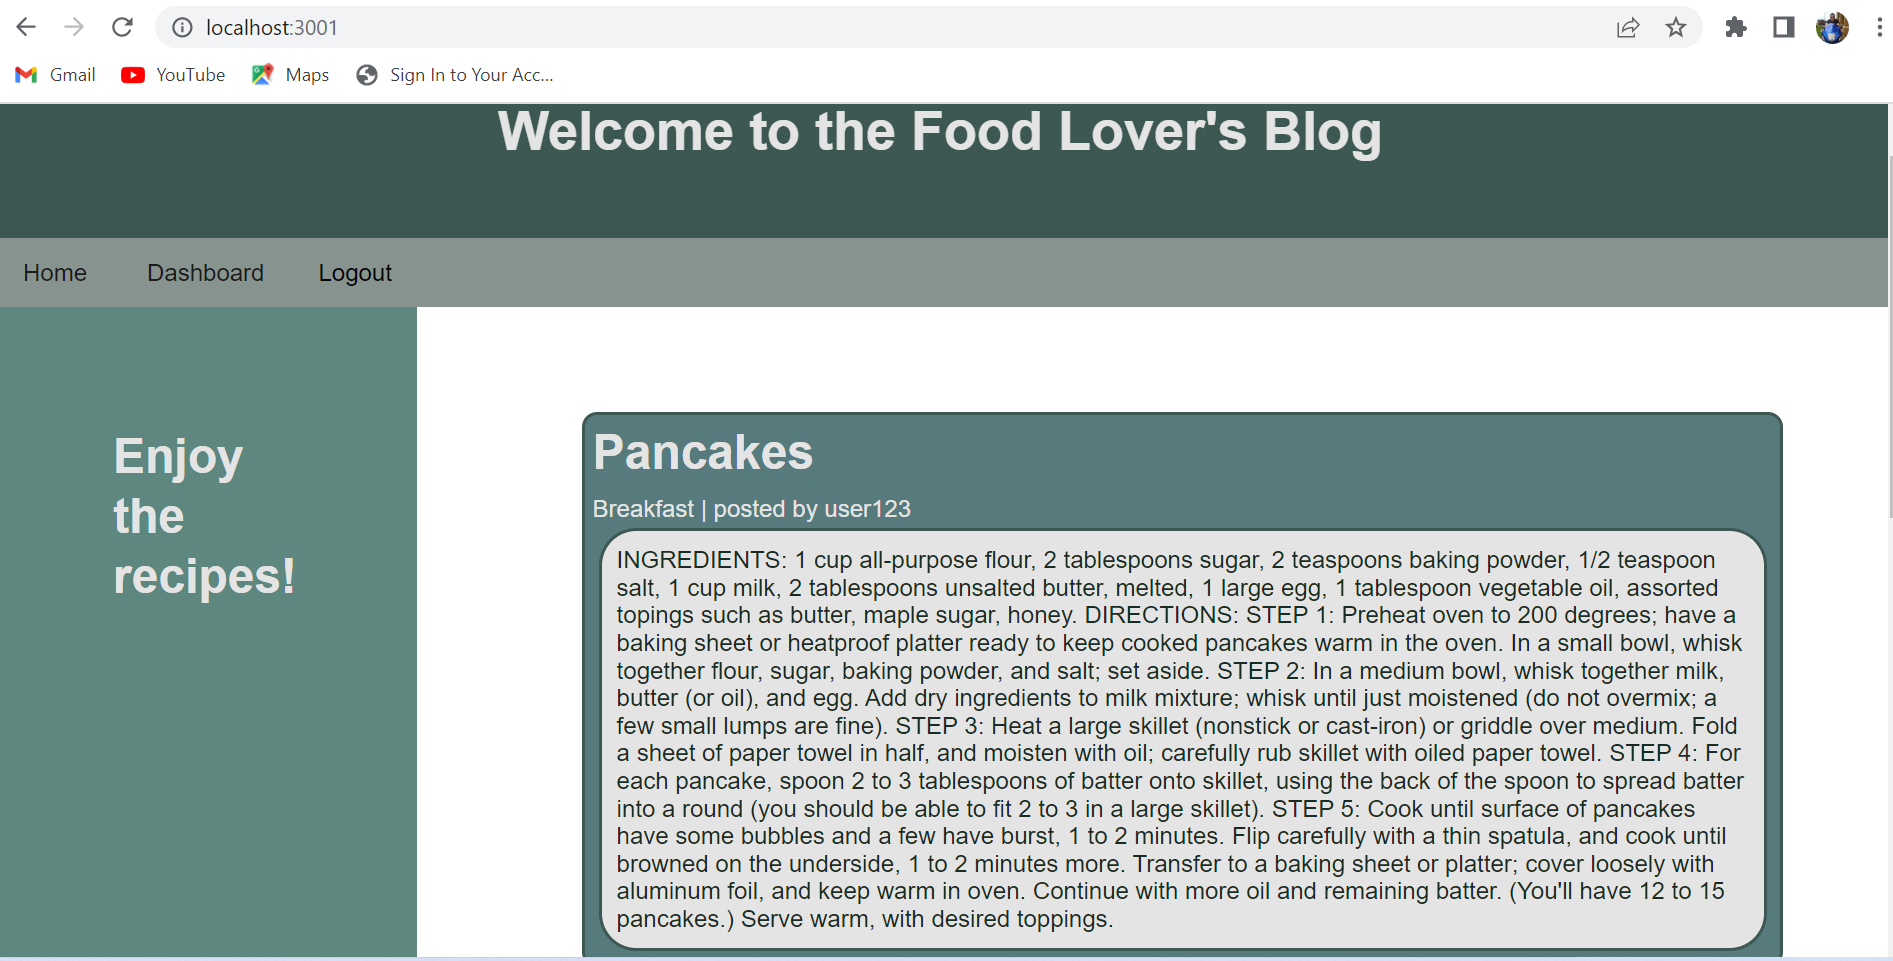 localhost:3001
Gmail YouTube Maps Sign In to Your Acc...
Welcome to the Food Lover's Blog
Home Dashboard Logout
Enjoy
the
recipes!
Pancakes
Breakfast | posted by user123
INGREDIENTS: 1 cup all-purpose flour, 2 tablespoons sugar, 2 teaspoons baking powder, 1/2 teaspoon
salt, 1 cup milk, 2 tablespoons unsalted butter, melted, 1 large egg, 1 tablespoon vegetable oil, assorted
topings such as butter, maple sugar, honey. DIRECTIONS: STEP 1: Preheat oven to 200 degrees; have a
baking sheet or heatproof platter ready to keep cooked pancakes warm in the oven. In a small bowl, whisk
together flour, sugar, baking powder, and salt; set aside. STEP 2: In a medium bowl, whisk together milk,
butter (or oil), and egg. Add dry ingredients to milk mixture; whisk until just moistened (do not overmix; a
few small lumps are fine). STEP 3: Heat a large skillet (nonstick or cast-iron) or griddle over medium. Fold
a sheet of paper towel in half, and moisten with oil; carefully rub skillet with oiled paper towel. STEP 4: For
each pancake, spoon 2 to 3 tablespoons of batter onto skillet, using the back of the spoon to spread batter
into a round (you should be able to fit 2 to 3 in a large skillet). STEP 5: Cook until surface of pancakes
have some bubbles and a few have burst, 1 to 2 minutes. Flip carefully with a thin spatula, and cook until
browned on the underside, 1 to 2 minutes more. Transfer to a baking sheet or platter; cover loosely with
aluminum foil, and keep warm in oven. Continue with more oil and remaining batter. (You'll have 12 to 15
pancakes.) Serve warm, with desired toppings.